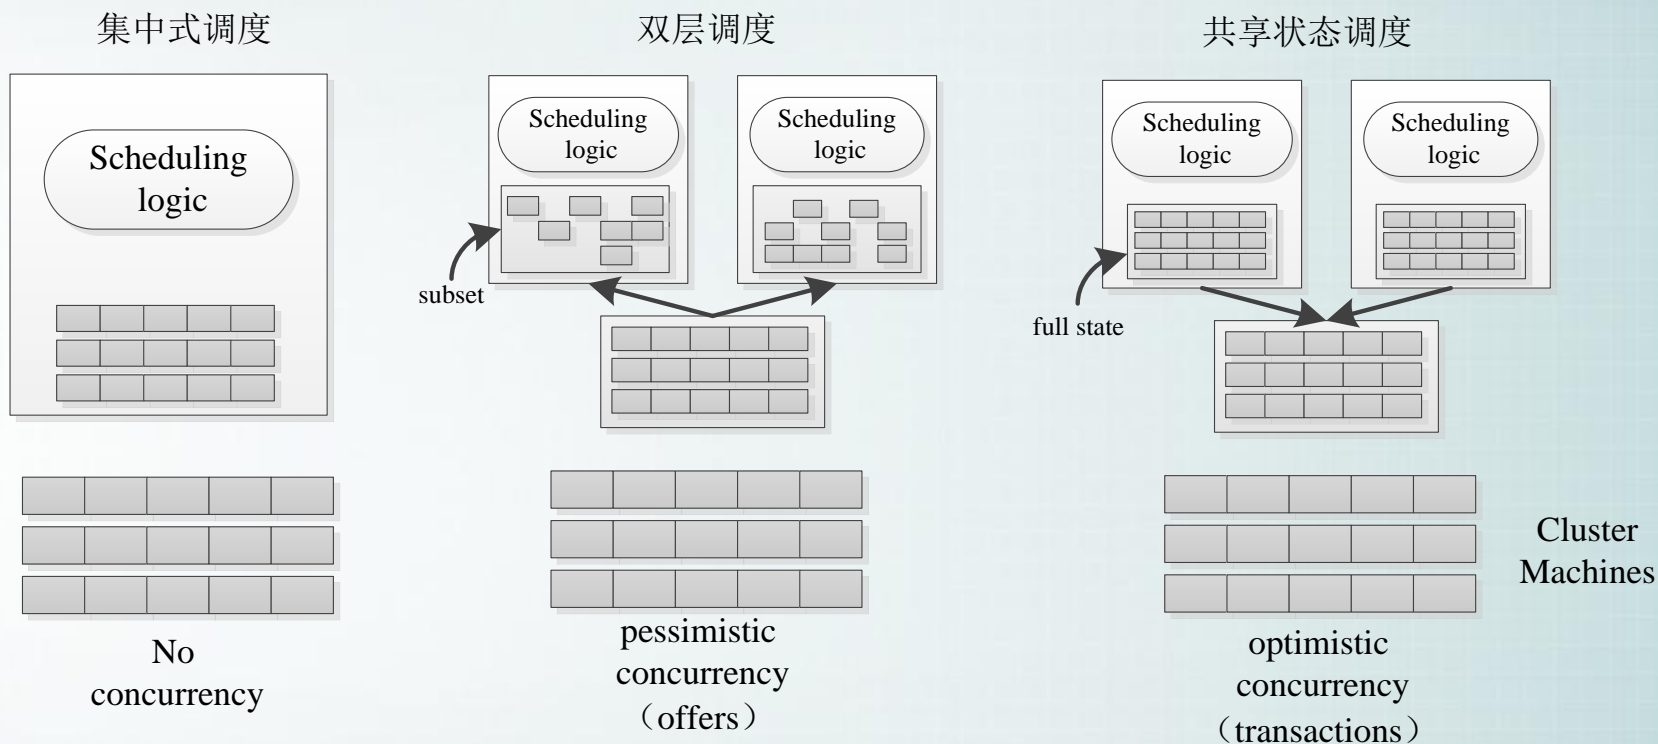 集中式调度
双层调度
共享状态调度
Scheduling
logic
Scheduling
logic
Scheduling
logic
Scheduling
logic
Scheduling
logic
subset
full state
Cluster
Machines
No
concurrency
pessimistic
concurrency
（offers）
optimistic
concurrency
（transactions）